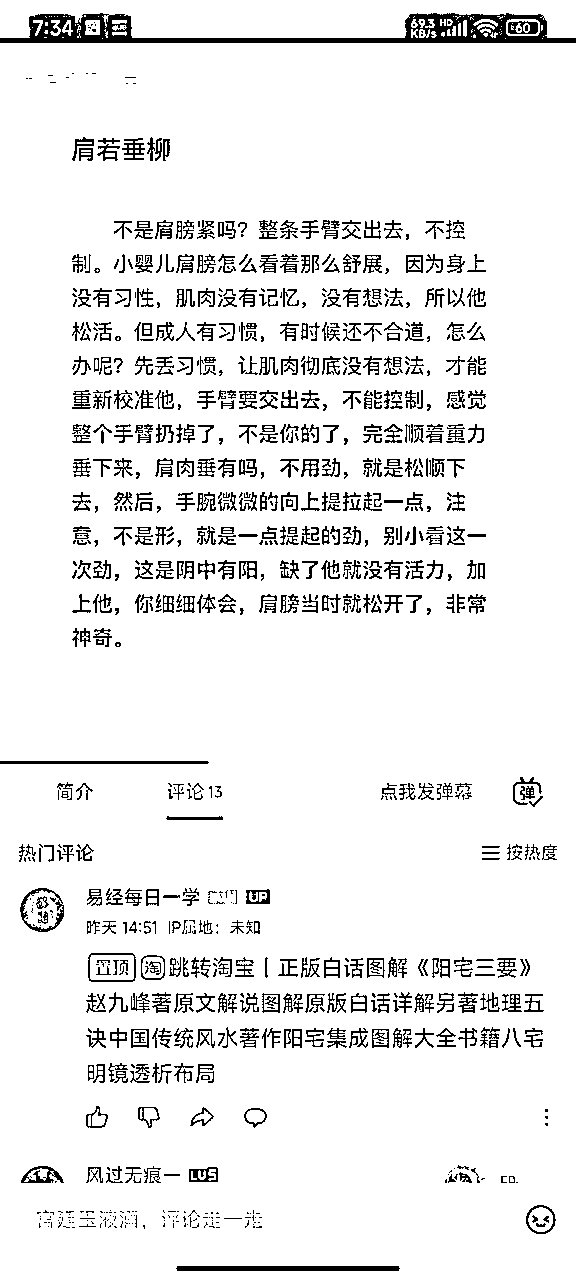 7:34
69.3 KB/s HD 60
肩若垂柳
不是肩膀紧吗？整条手臂交出去，不控
制。小婴儿肩膀怎么看着那么舒展，因为身上
没有习性，肌肉没有记忆，没有想法，所以他
松活。但成人有习惯，有时候还不合道，怎么
办呢？先丢习惯，让肌肉彻底没有想法，才能
重新校准他，手臂要交出去，不能控制，感觉
整个手臂扔掉了，不是你的了，完全顺着重力
垂下来，肩肉垂有吗，不用劲，就是松顺下
去，然后，手腕微微的向上提拉起一点，注
意，不是形，就是一点提起的劲，别小看这一
次劲，这是阴中有阳，缺了他就没有活力，加
上他，你细细体会，肩膀当时就松开了，非常
神奇。
简介 评论 13 点我发弹幕 弹
热门评论 按热度
易经每日一学 UP
昨天 14:51 IP属地：未知
置顶 淘 跳转淘宝丨正版白话图解《阳宅三要》
赵九峰著原文解说图解原版白话详解另著地理五
诀中国传统风水著作阳宅集成图解大全书籍八宅
明镜透析布局
风过无痕一 LV5
宫廷玉液酒，评论走一走